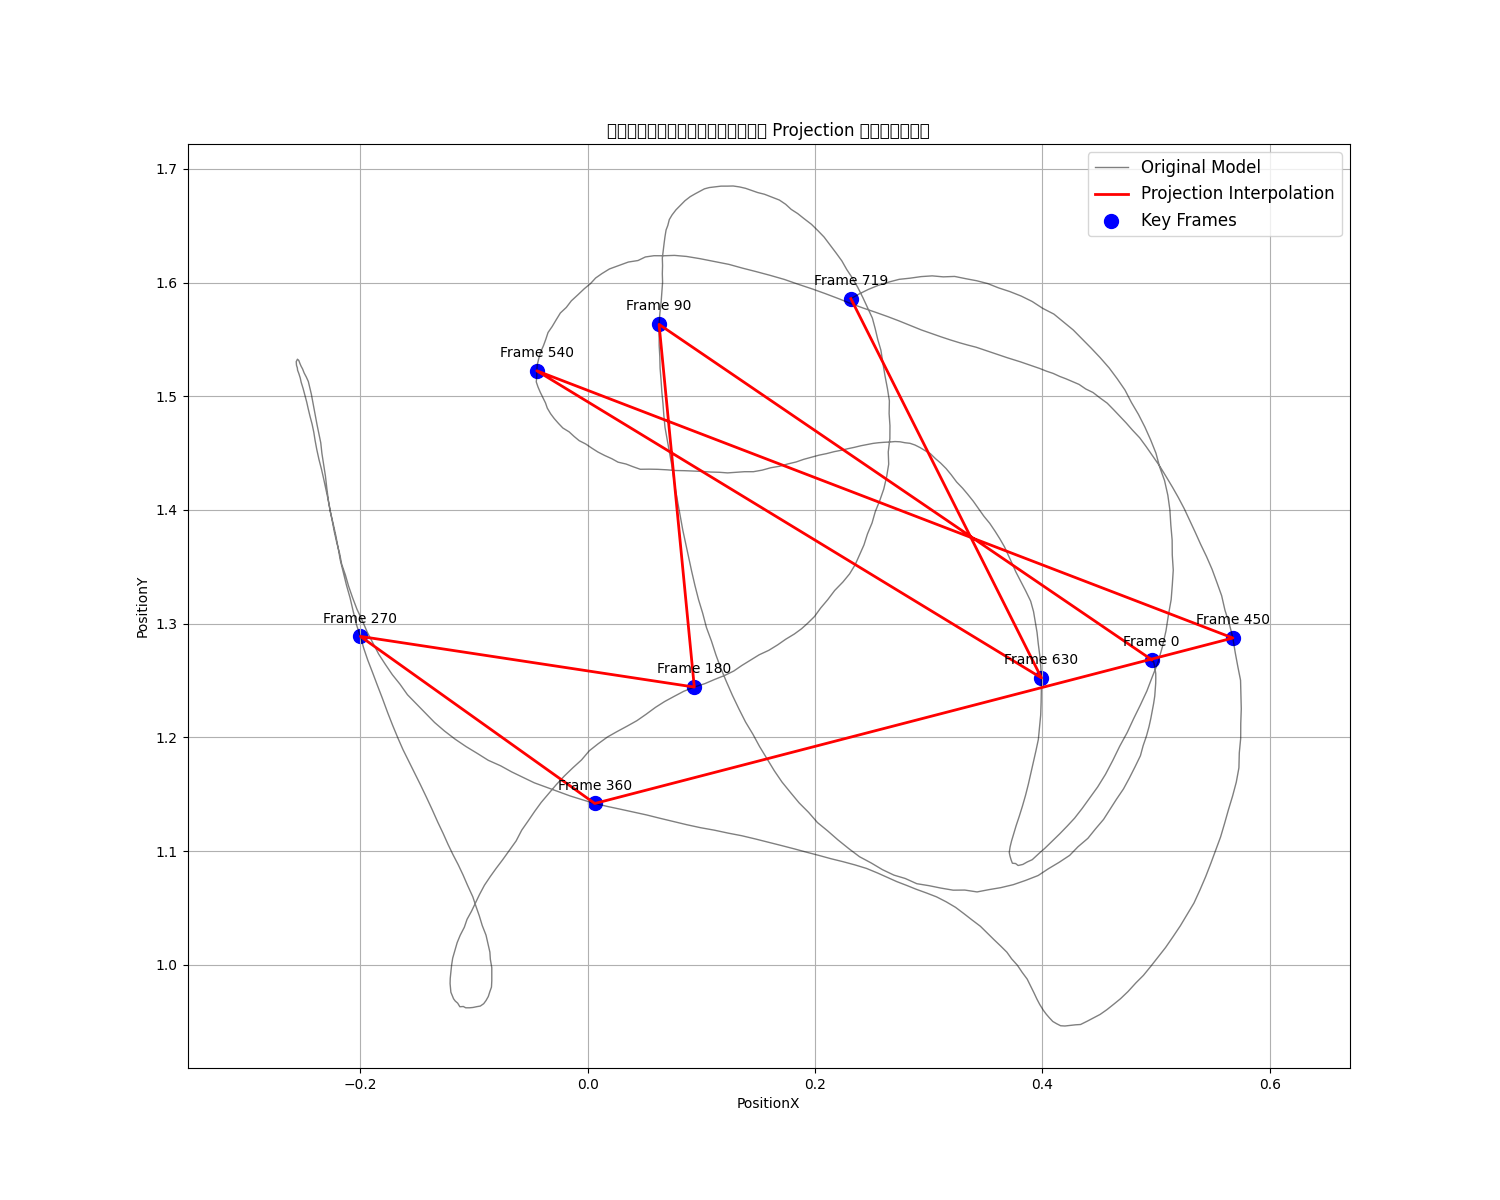 Projection
Original Model
Projection Interpolation
Key Frames
1.7
1.6
1.5
1.4
1.3
1.2
1.1
1.0
PositionY
Frame 719
Frame 90
Frame 540
Frame 270
Frame 450
Frame 0
Frame 630
Frame 180
Frame 360
−0.2
0.0
0.2
0.4
0.6
PositionX